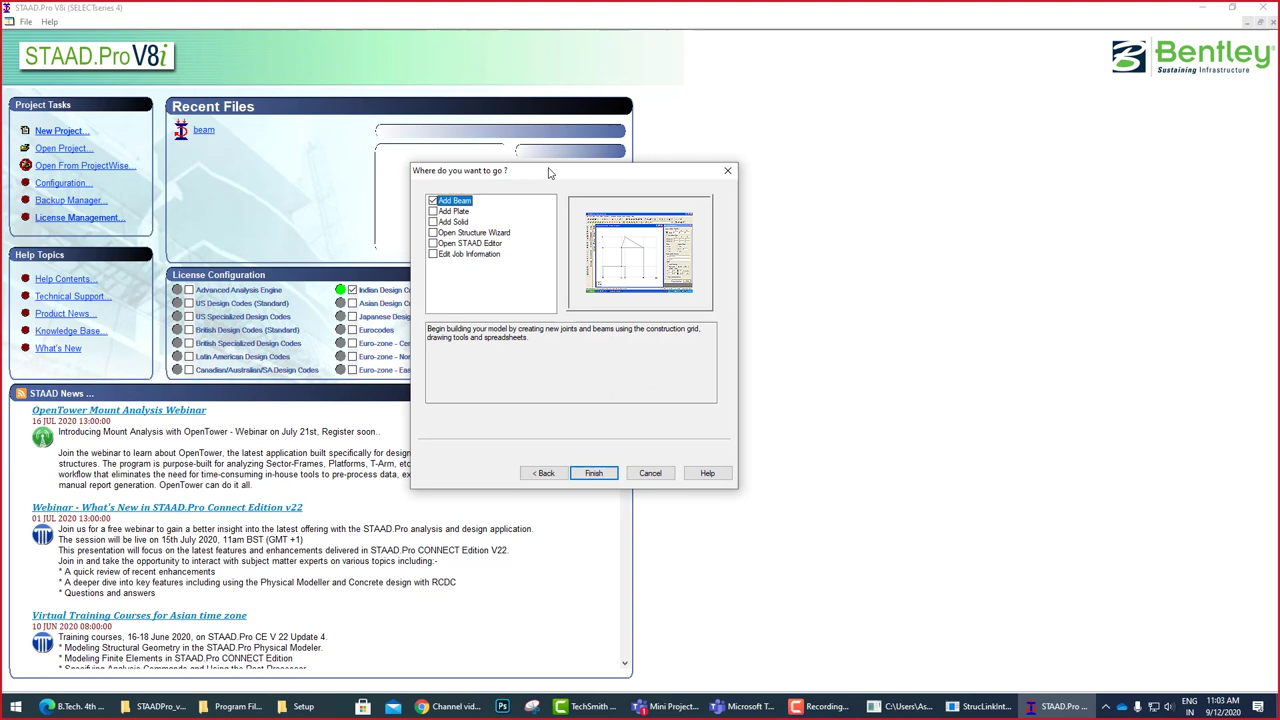 STAAD.Pro V8i (SELECTseries 4)
File Help
STAAD.ProV8i
Bentley
Sustaining Infrastructure
Project Tasks
New Project...
Open Project...
Open From ProjectWise...
Configuration...
Backup Manager...
License Management...
Recent Files
beam
Where do you want to go ?
Add Beam
Add Plate
Add Solid
Open Structure Wizard
Open STAAD Editor
Edit Job Information
Begin building your model by creating new joints and beams using the construction grid,
drawing tools and spreadsheets.
< Back Finish Cancel Help
Help Topics
Help Contents...
Technical Support...
Product News...
Knowledge Base...
What's New
License Configuration
Advanced Analysis Engine Indian Design Co
US Design Codes (Standard) Asian Design Co
US Specialized Design Codes Japanese Design
British Design Codes (Standard) Eurocodes
British Specialized Design Codes Euro-zone - Cen
Latin American Design Codes Euro-zone - Nor
Canadian/Australian/SA Design Codes Euro-zone - Eas
STAAD News ...
OpenTower Mount Analysis Webinar
16 JUL 2020 13:00:00
Introducing Mount Analysis with OpenTower - Webinar on July 21st, Register soon..
Join the webinar to learn about OpenTower, the latest application built specifically for design
structures. The program is purpose-built for analyzing Sector-Frames, Platforms, T-Arm, etc
workflow that eliminates the need for time-consuming in-house tools to pre-process data, ex
manual report generation. OpenTower can do it all.
Webinar - What's New in STAAD.Pro Connect Edition v22
01 JUL 2020 13:00:00
Join us for a free webinar to gain a better insight into the latest offering with the STAAD.Pro analysis and design application.
The session will be live on 15th July 2020, 11am BST (GMT +1)
This presentation will focus on the latest features and enhancements delivered in STAAD.Pro CONNECT Edition V22.
Join in and take the opportunity to interact with subject matter experts on various topics including:-
* A quick review of recent enhancements
* A deeper dive into key features including using the Physical Modeller and Concrete design with RCDC
* Questions and answers
Virtual Training Courses for Asian time zone
10 JUN 2020 08:00:00
Training courses, 16-18 June 2020, on STAAD.Pro CE V 22 Update 4.
* Modeling Structural Geometry in the STAAD.Pro Physical Modeler.
* Modeling Finite Elements in STAAD.Pro CONNECT Edition
B.Tech. 4th ... STAADPro_v... Program Fil... Setup Ps Channel vid... TechSmith ... Mini Project... Microsoft T... Recording... C:\Users\As... StrucLinkInt... STAAD.Pro ... ENG 11:03 AM
IN 9/12/2020